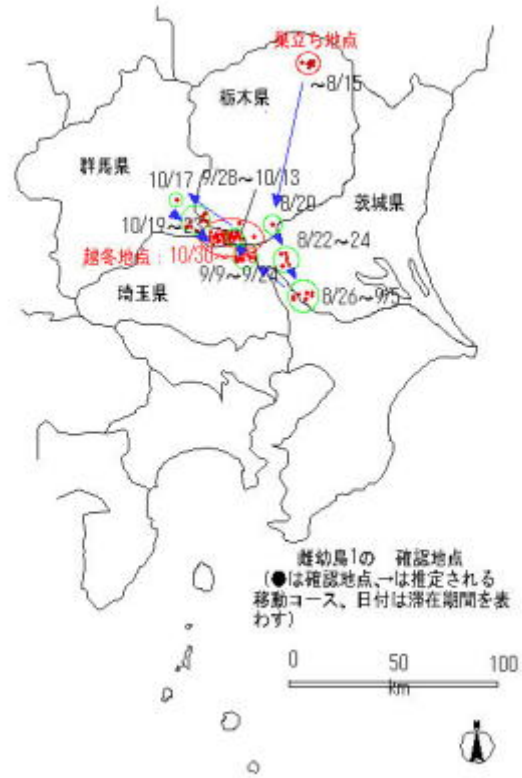 巣立ち地点
～8/15
栃木県
群馬県
10/17
9/28～10/13
8/20
茨城県
10/19～2
8/22～24
越冬地点：10/30～
9/9～9/24
埼玉県
8/26～9/5
雌幼鳥1の 確認地点
(●は確認地点、→は推定される
移動コース、日付は滞在期間を表
わす)
0 50 100
km
N